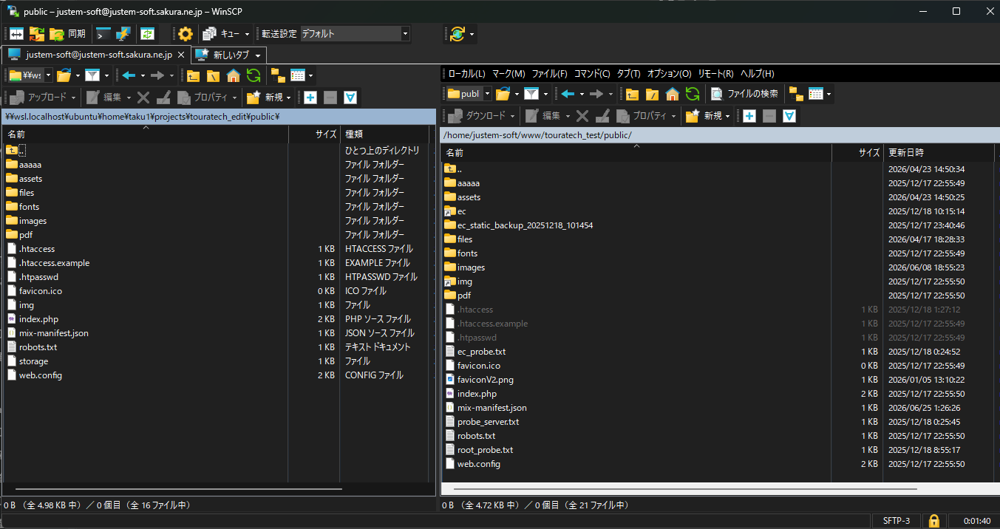 public – justem-soft@justem-soft.sakura.ne.jp – WinSCP
同期 キュー 転送設定 デフォルト
justem-soft@justem-soft.sakura.ne.jp × 新しいタブ
¥¥ws
アップロード 編集 プロパティ 新規
¥¥wsl.localhost¥ubuntu¥home¥taku1¥projects¥touratech_edit¥public¥
名前 サイズ 種類
.. ひとつ上のディレクトリ
aaaaa ファイル フォルダー
assets ファイル フォルダー
files ファイル フォルダー
fonts ファイル フォルダー
images ファイル フォルダー
pdf ファイル フォルダー
.htaccess 1 KB HTACCESS ファイル
.htaccess.example 1 KB EXAMPLE ファイル
.htpasswd 1 KB HTPASSWD ファイル
favicon.ico 0 KB ICO ファイル
img 1 KB ファイル
index.php 2 KB PHP ソース ファイル
mix-manifest.json 1 KB JSON ソース ファイル
robots.txt 1 KB テキスト ドキュメント
storage 1 KB ファイル
web.config 2 KB CONFIG ファイル
0 B （全 4.98 KB 中）／ 0 個目（全 16 ファイル中）
ローカル(L) マーク(M) ファイル(F) コマンド(C) タブ(T) オプション(O) リモート(R) ヘルプ(H)
publ ファイルの検索
ダウンロード 編集 プロパティ 新規
/home/justem-soft/www/touratech_test/public/
名前 サイズ 更新日時
.. 2026/04/23 14:50:34
aaaaa 2025/12/17 22:55:49
assets 2026/04/23 14:50:25
ec 2025/12/18 10:15:14
ec_static_backup_20251218_101454 2025/12/17 23:40:46
files 2026/04/17 18:28:33
fonts 2025/12/17 22:55:49
images 2026/06/08 18:55:23
img 2025/12/17 22:55:50
pdf 2025/12/17 22:55:50
.htaccess 1 KB 2025/12/18 1:27:12
.htaccess.example 1 KB 2025/12/17 22:55:49
.htpasswd 1 KB 2025/12/17 22:55:49
ec_probe.txt 1 KB 2025/12/18 0:24:52
favicon.ico 0 KB 2025/12/17 22:55:49
faviconV2.png 1 KB 2026/01/05 13:10:22
index.php 2 KB 2025/12/17 22:55:50
mix-manifest.json 1 KB 2026/06/25 1:26:26
probe_server.txt 1 KB 2025/12/18 0:25:45
robots.txt 1 KB 2025/12/17 22:55:50
root_probe.txt 1 KB 2025/12/18 8:55:17
web.config 2 KB 2025/12/17 22:55:50
0 B （全 4.72 KB 中）／ 0 個目（全 21 ファイル中）
SFTP-3 0:01:40